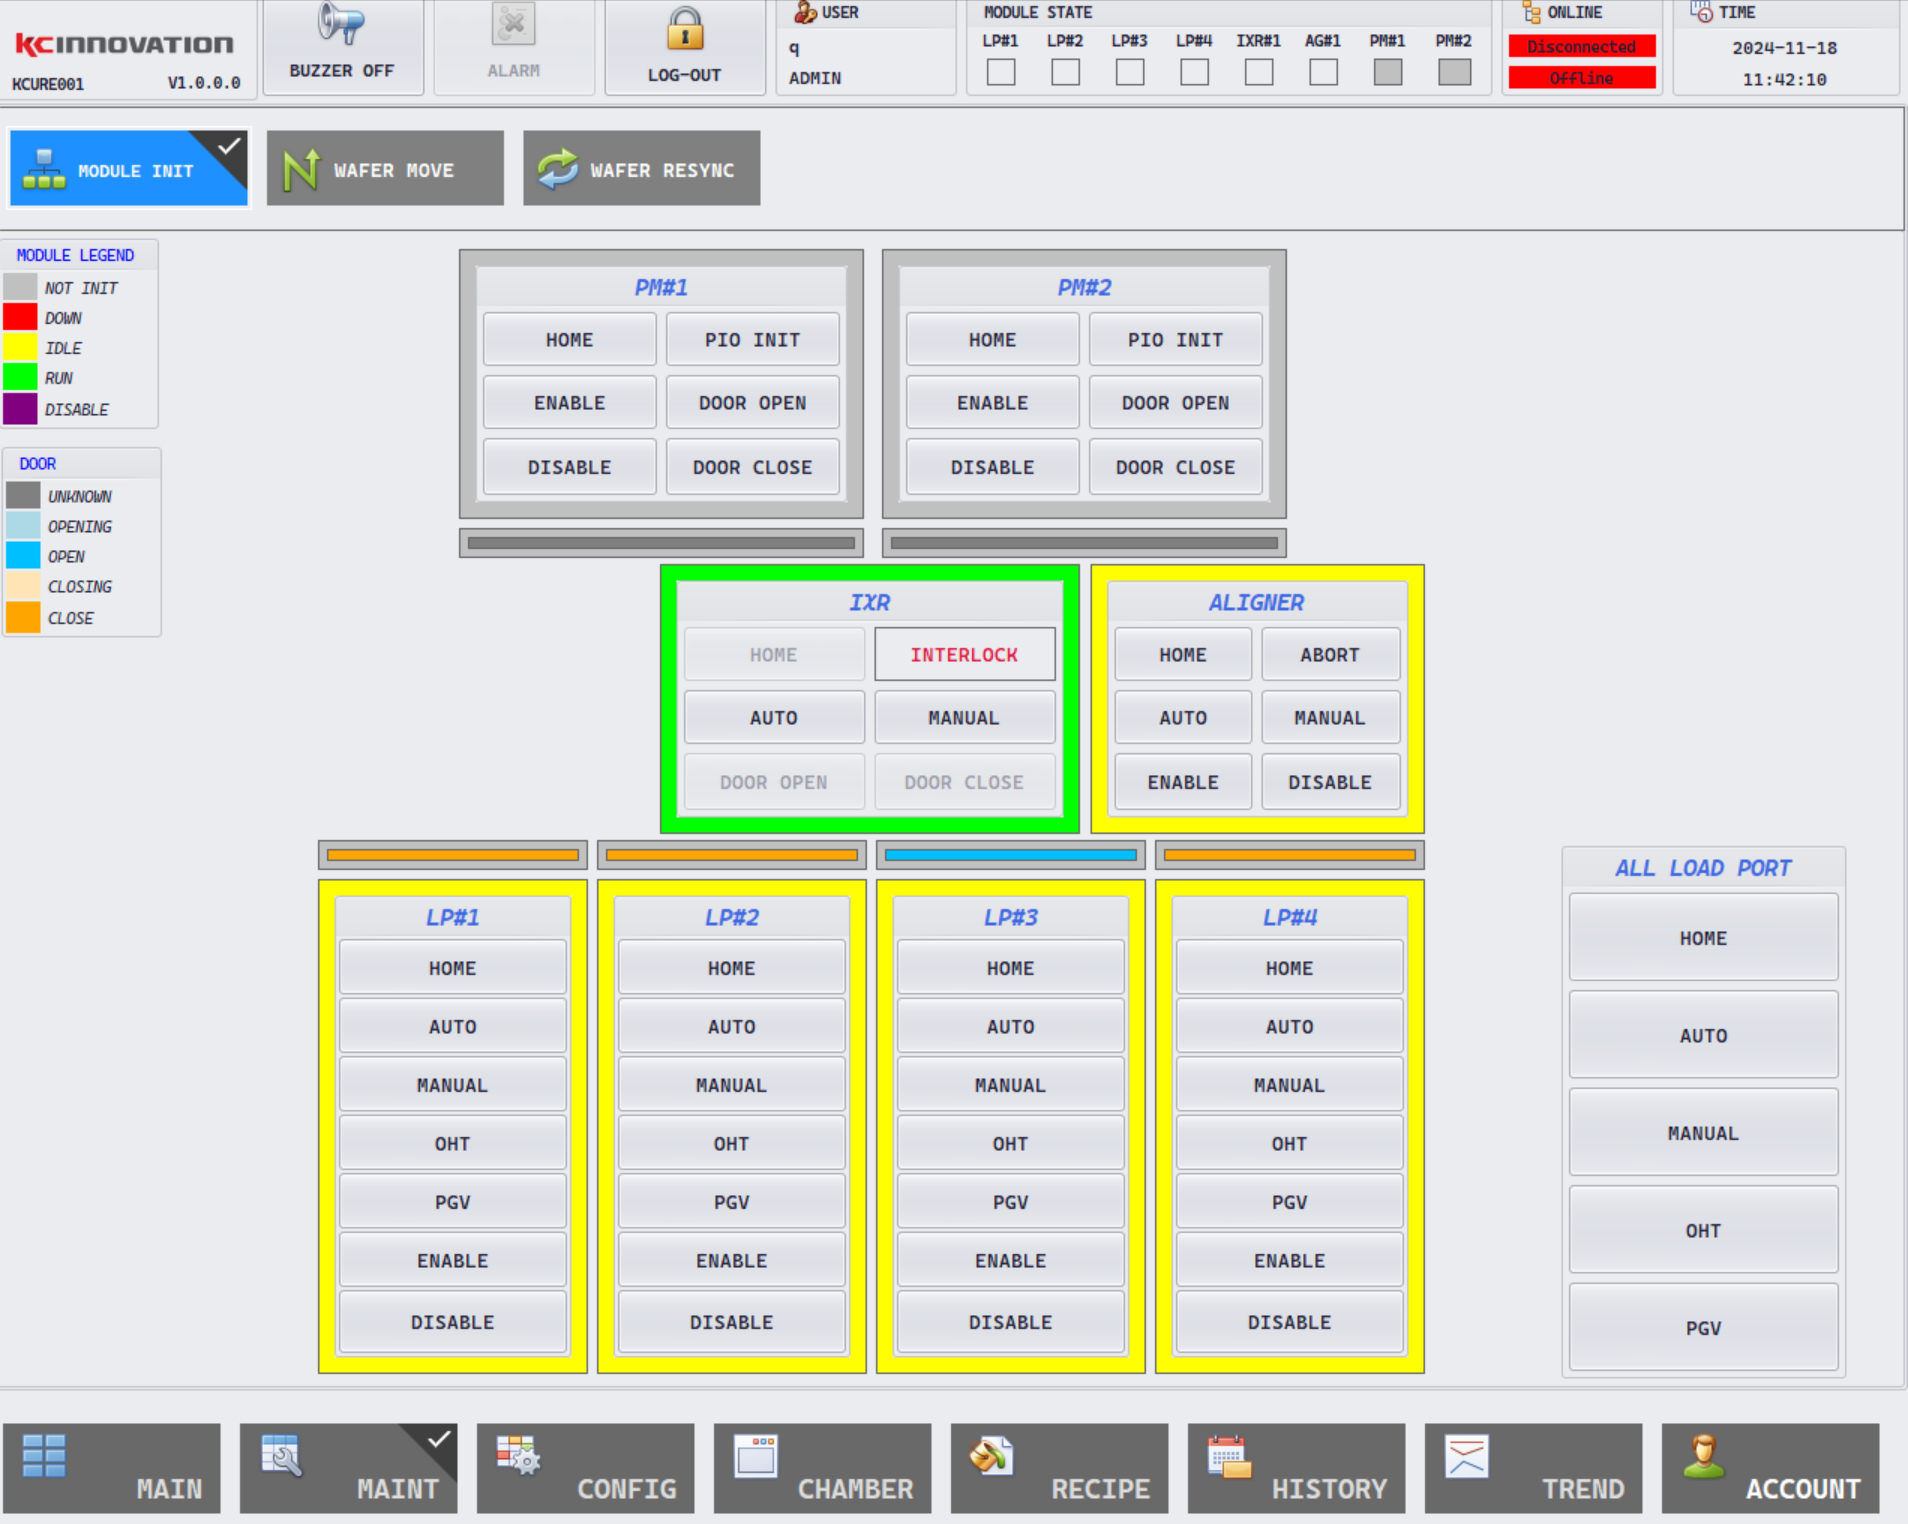 KCINNOVATION
KCURE001 V1.0.0.0
BUZZER OFF
ALARM
LOG-OUT
USER
q
ADMIN
MODULE STATE
LP#1 LP#2 LP#3 LP#4 IXR#1 AG#1 PM#1 PM#2
ONLINE
Disconnected
Offline
TIME
2024-11-18
11:42:10
MODULE INIT
WAFER MOVE
WAFER RESYNC
MODULE LEGEND
NOT INIT
DOWN
IDLE
RUN
DISABLE
DOOR
UNKNOWN
OPENING
OPEN
CLOSING
CLOSE
PM#1
HOME PIO INIT
ENABLE DOOR OPEN
DISABLE DOOR CLOSE
PM#2
HOME PIO INIT
ENABLE DOOR OPEN
DISABLE DOOR CLOSE
IXR
HOME INTERLOCK
AUTO MANUAL
DOOR OPEN DOOR CLOSE
ALIGNER
HOME ABORT
AUTO MANUAL
ENABLE DISABLE
LP#1
HOME
AUTO
MANUAL
OHT
PGV
ENABLE
DISABLE
LP#2
HOME
AUTO
MANUAL
OHT
PGV
ENABLE
DISABLE
LP#3
HOME
AUTO
MANUAL
OHT
PGV
ENABLE
DISABLE
LP#4
HOME
AUTO
MANUAL
OHT
PGV
ENABLE
DISABLE
ALL LOAD PORT
HOME
AUTO
MANUAL
OHT
PGV
MAIN
MAINT
CONFIG
CHAMBER
RECIPE
HISTORY
TREND
ACCOUNT